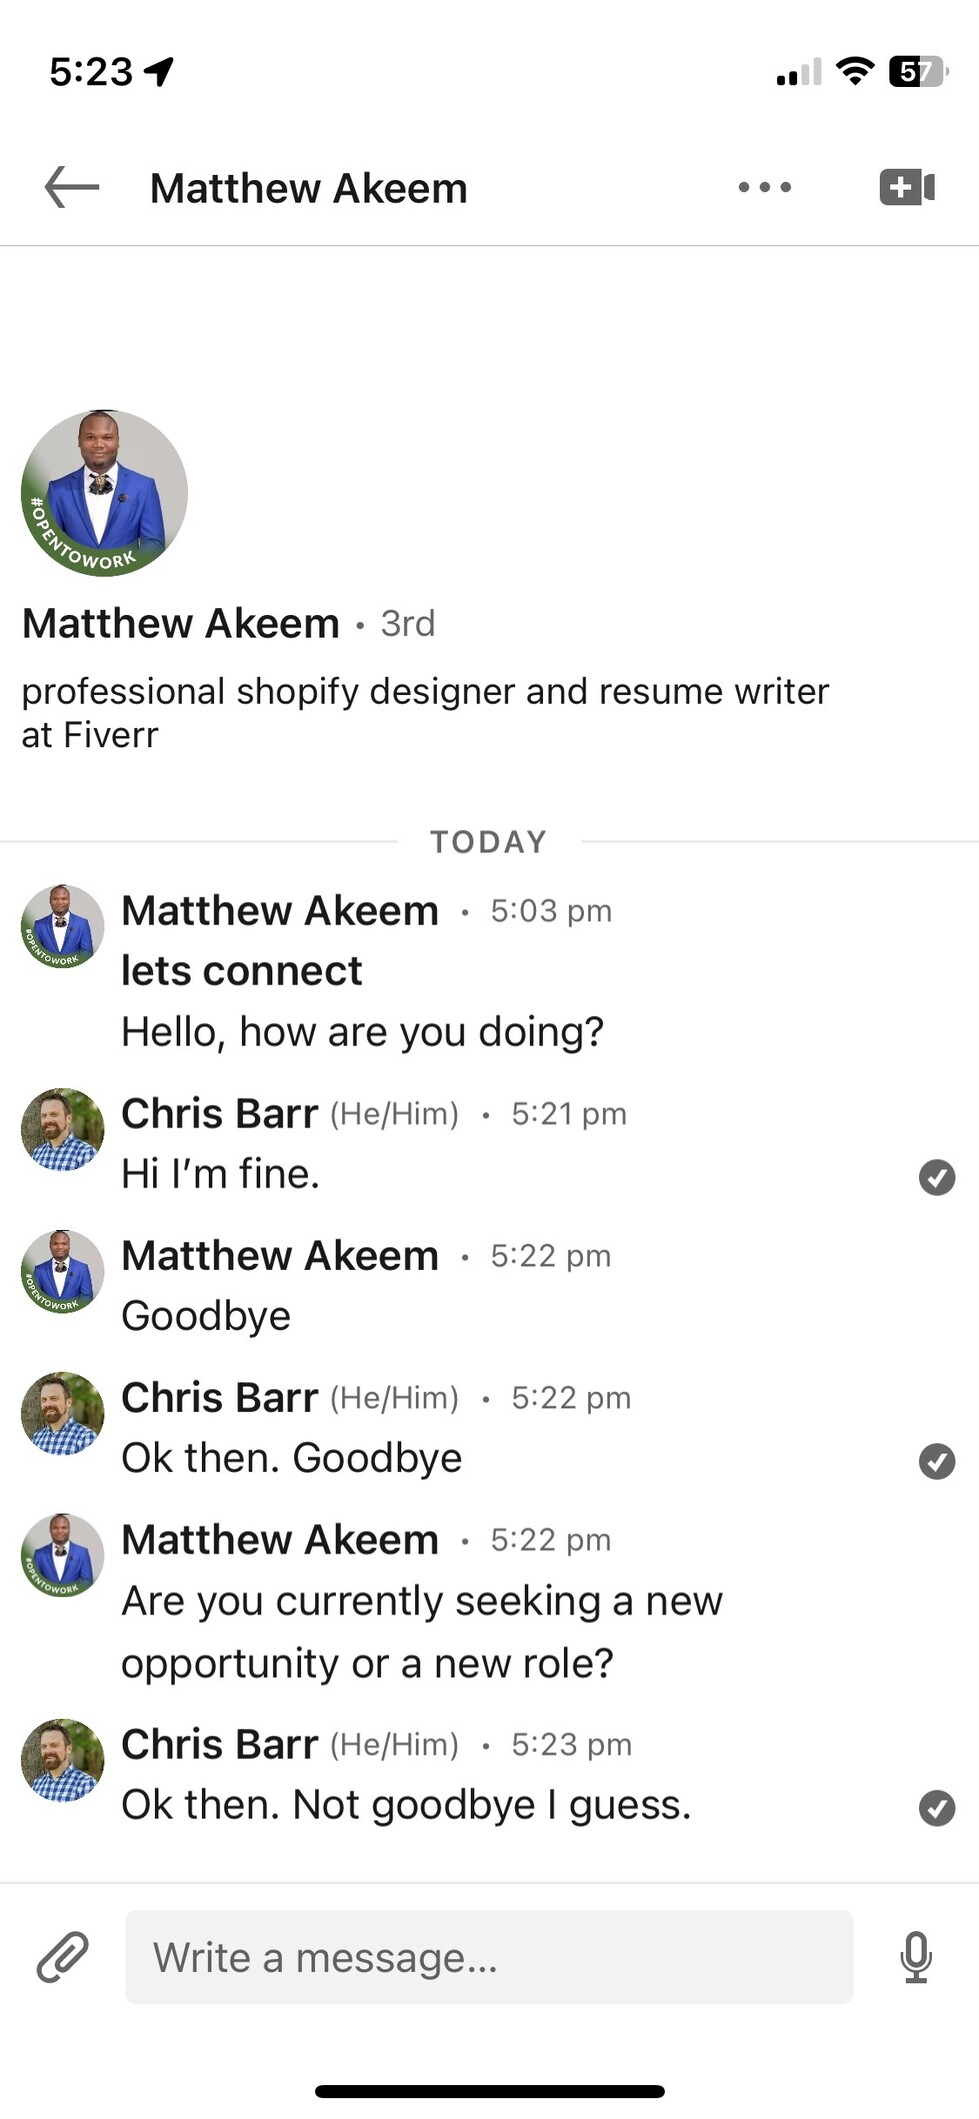 5:23
57
Matthew Akeem
#OPENTOWORK
Matthew Akeem • 3rd
professional shopify designer and resume writer
at Fiverr
TODAY
#OPENTOWORK
Matthew Akeem • 5:03 pm
lets connect
Hello, how are you doing?
Chris Barr (He/Him) • 5:21 pm
Hi I’m fine.
#OPENTOWORK
Matthew Akeem • 5:22 pm
Goodbye
Chris Barr (He/Him) • 5:22 pm
Ok then. Goodbye
#OPENTOWORK
Matthew Akeem • 5:22 pm
Are you currently seeking a new
opportunity or a new role?
Chris Barr (He/Him) • 5:23 pm
Ok then. Not goodbye I guess.
Write a message...